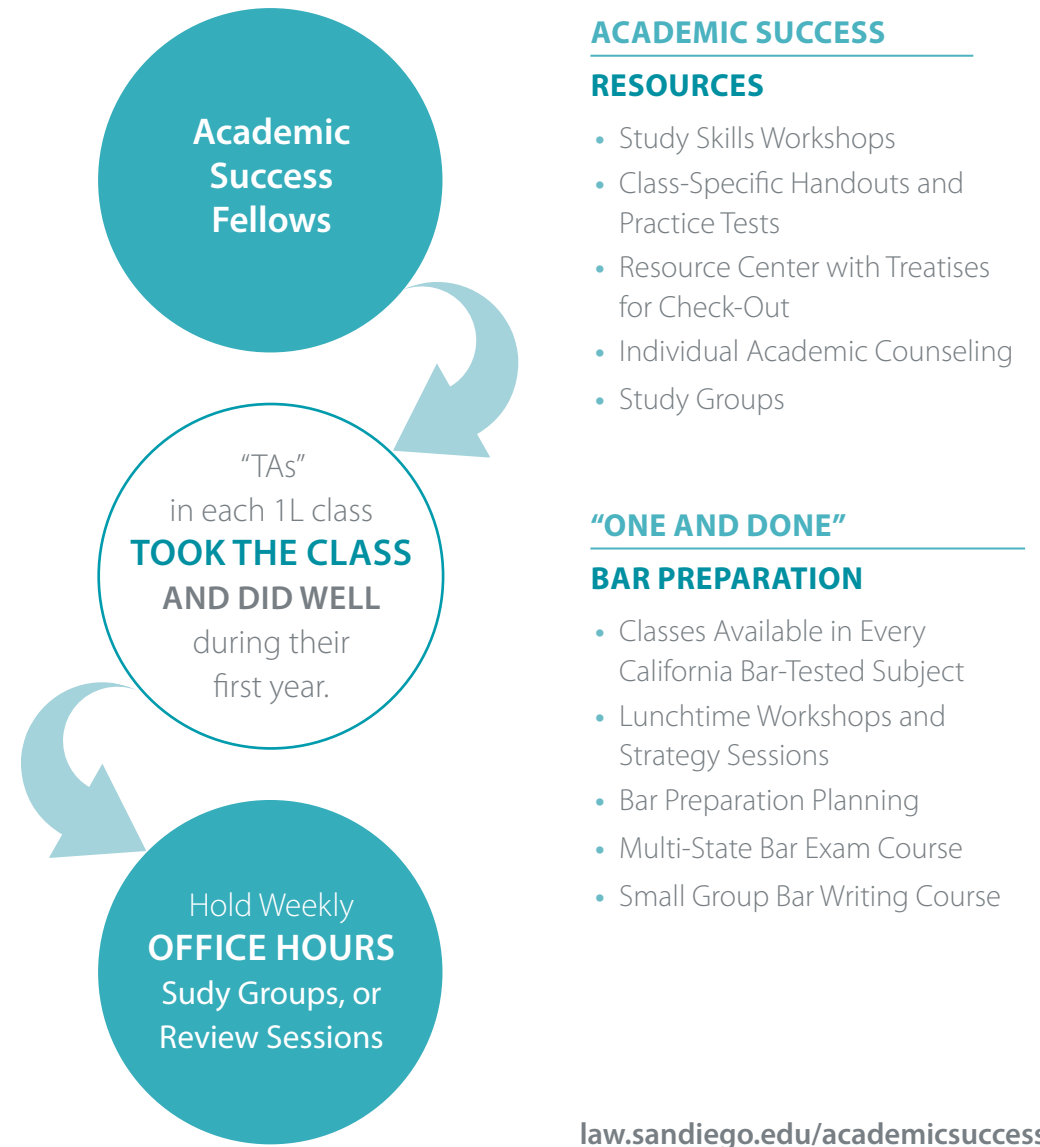 Academic
Success
Fellows
"TAs"
in each 1L class
TOOK THE CLASS
AND DID WELL
during their
first year.
Hold Weekly
OFFICE HOURS
Sudy Groups, or
Review Sessions
ACADEMIC SUCCESS
RESOURCES
• Study Skills Workshops
• Class-Specific Handouts and
Practice Tests
• Resource Center with Treatises
for Check-Out
• Individual Academic Counseling
• Study Groups
"ONE AND DONE"
BAR PREPARATION
• Classes Available in Every
California Bar-Tested Subject
• Lunchtime Workshops and
Strategy Sessions
• Bar Preparation Planning
• Multi-State Bar Exam Course
• Small Group Bar Writing Course
law.sandiego.edu/academicsuccess